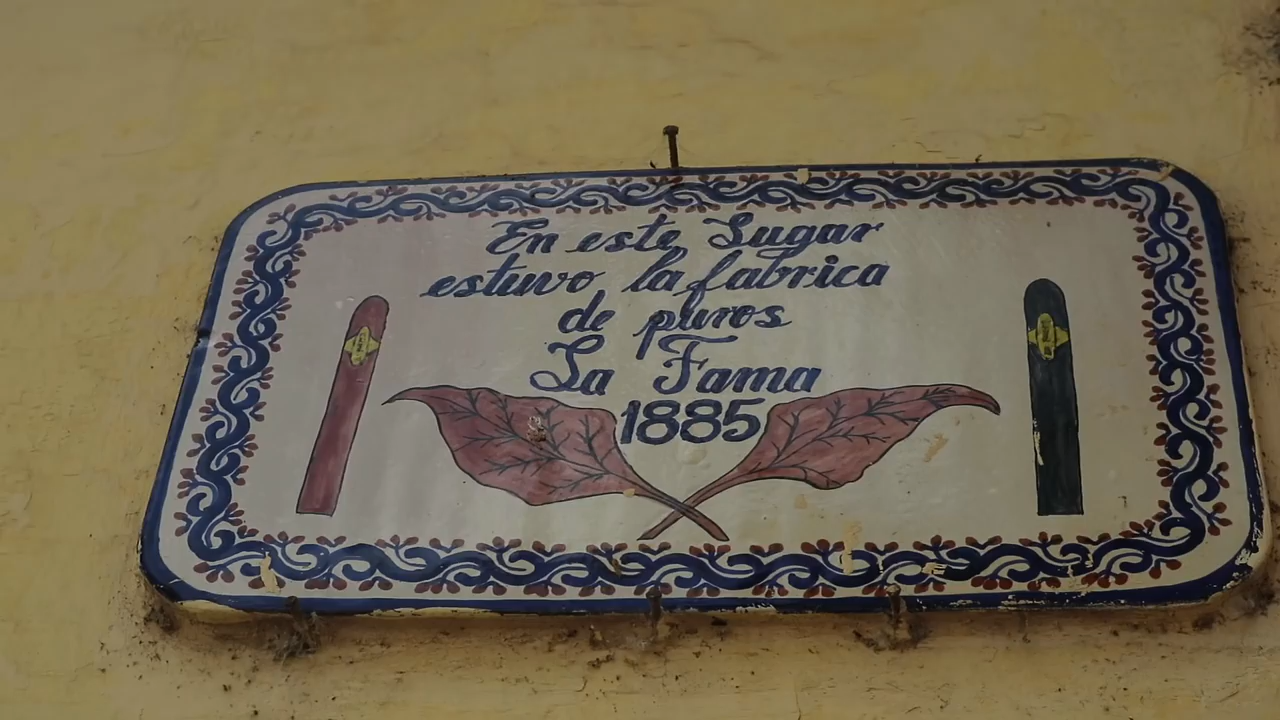 En este Lugar
estuvo la fabrica
de puros
La Fama
1885